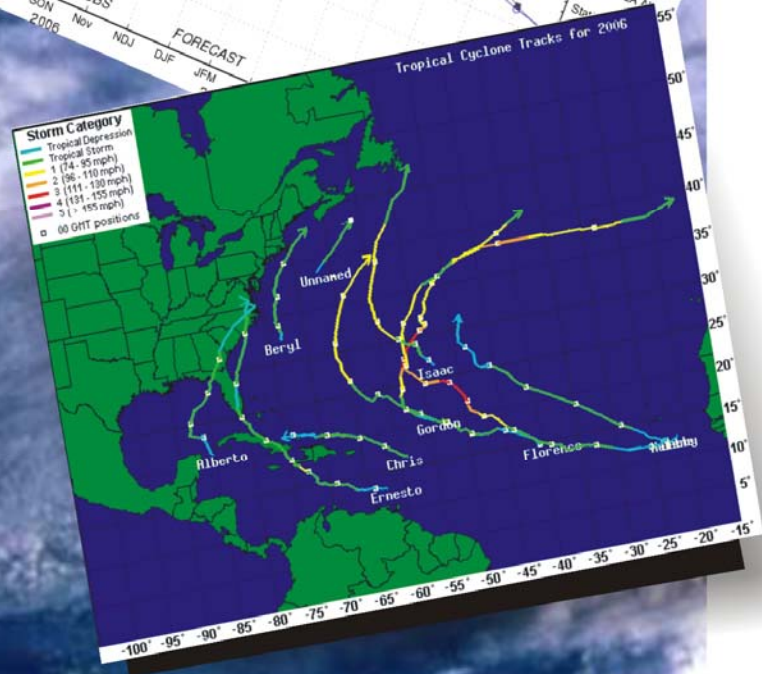 SON
2006
Nov
NDJ
DJF
JFM
FORECAST
Tropical Cyclone Tracks for 2006
Storm Category
Tropical Depression
Tropical Storm
1 (74 - 95 mph)
2 (96 - 110 mph)
3 (111 - 130 mph)
4 (131 - 155 mph)
5 (> 155 mph)
00 GMT positions
Unnamed
Beryl
Isaac
Gordon
Alberto
Chris
Florence
Ernesto
55°
50°
45°
40°
35°
30°
25°
20°
15°
10°
5°
-100° -95° -90° -85° -80° -75° -70° -65° -60° -55° -50° -45° -40° -35° -30° -25° -20° -15°